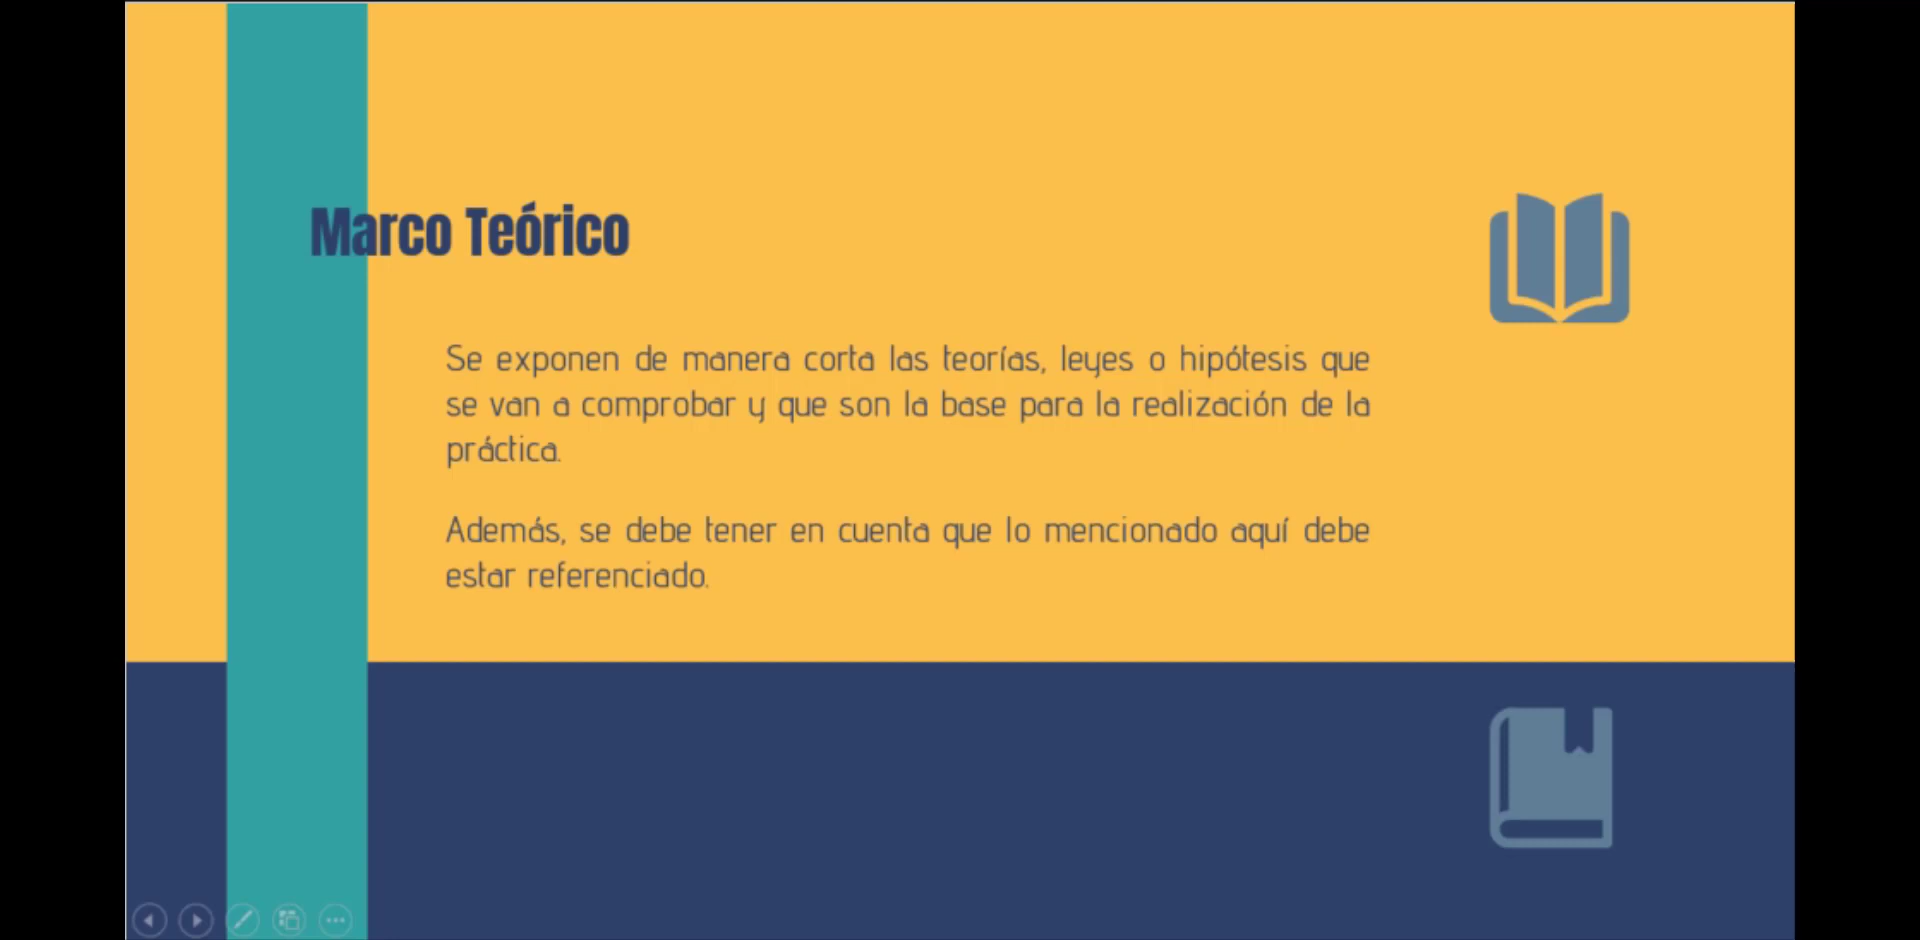 Marco Teórico
Se exponen de manera corta las teorías, leyes o hipótesis que
se van a comprobar y que son la base para la realización de la
práctica.
Además, se debe tener en cuenta que lo mencionado aquí debe
estar referenciado.